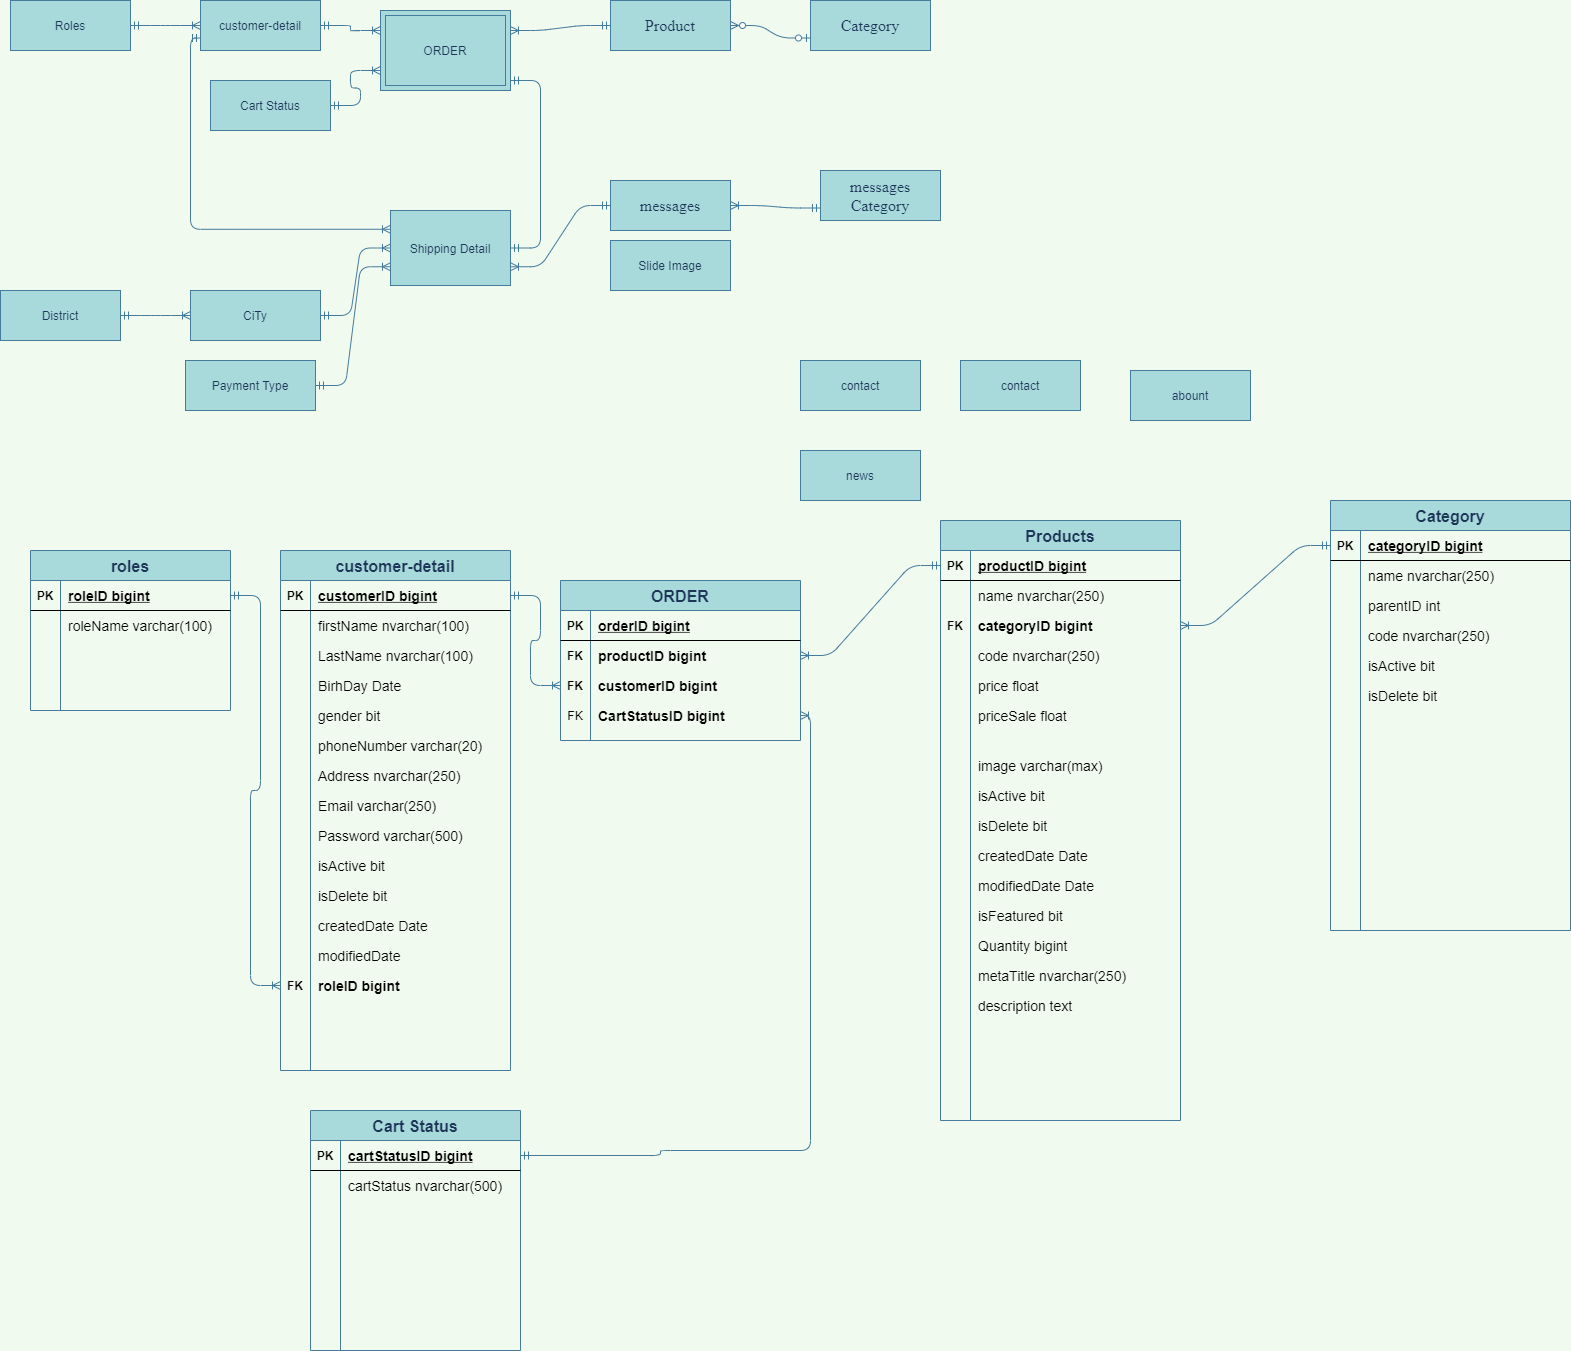 Roles
customer-detail
ORDER
Product
Category
Cart Status
messages
messages
Category
Shipping Detail
Slide Image
District
CiTy
Payment Type
contact
contact
abount
news
roles
PK roleID bigint
roleName varchar(100)
customer-detail
PK customerID bigint
firstName nvarchar(100)
LastName nvarchar(100)
BirhDay Date
gender bit
phoneNumber varchar(20)
Address nvarchar(250)
Email varchar(250)
Password varchar(500)
isActive bit
isDelete bit
createdDate Date
modifiedDate
FK roleID bigint
ORDER
PK orderID bigint
FK productID bigint
FK customerID bigint
FK CartStatusID bigint
Products
PK productID bigint
name nvarchar(250)
FK categoryID bigint
code nvarchar(250)
price float
priceSale float
image varchar(max)
isActive bit
isDelete bit
createdDate Date
modifiedDate Date
isFeatured bit
Quantity bigint
metaTitle nvarchar(250)
description text
Category
PK categoryID bigint
name nvarchar(250)
parentID int
code nvarchar(250)
isActive bit
isDelete bit
Cart Status
PK cartStatusID bigint
cartStatus nvarchar(500)